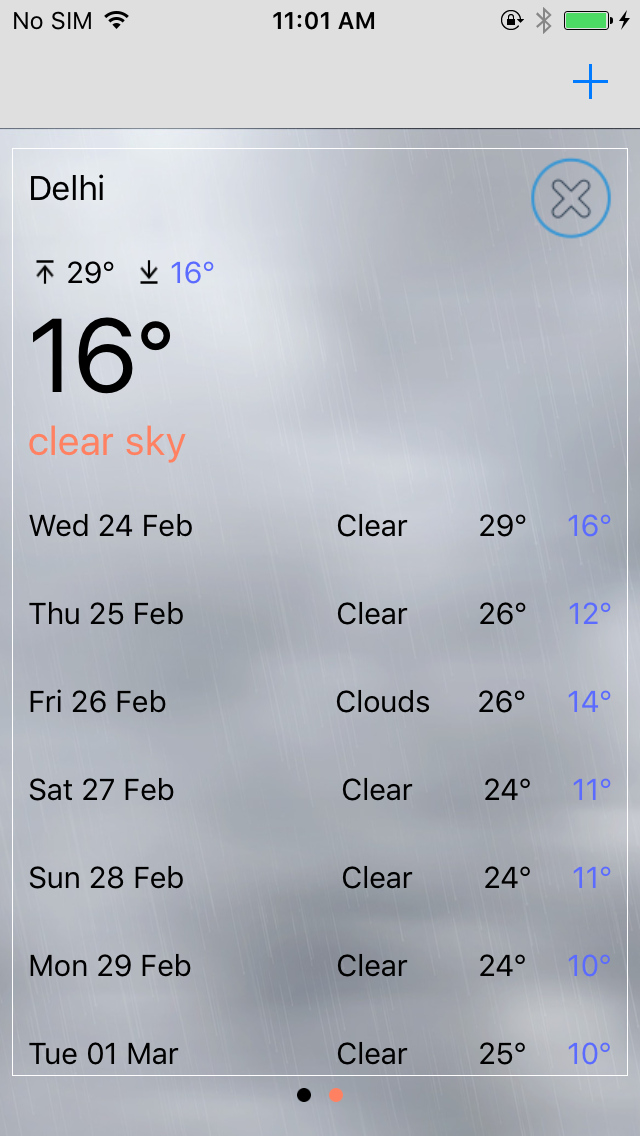 No SIM 11:01 AM
Delhi
29° 16°
16°
clear sky
Wed 24 Feb Clear 29° 16°
Thu 25 Feb Clear 26° 12°
Fri 26 Feb Clouds 26° 14°
Sat 27 Feb Clear 24° 11°
Sun 28 Feb Clear 24° 11°
Mon 29 Feb Clear 24° 10°
Tue 01 Mar Clear 25° 10°